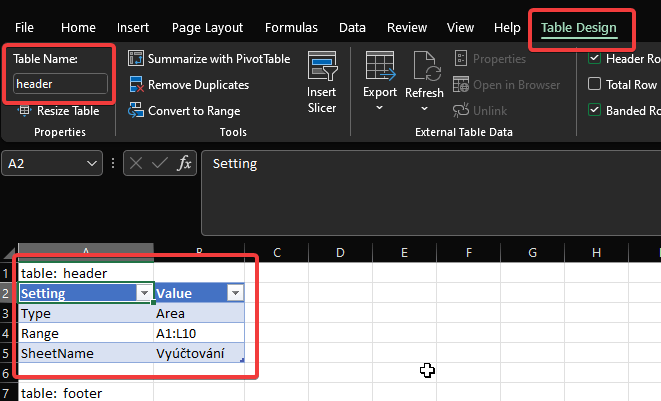 File Home Insert Page Layout Formulas Data Review View Help Table Design
Table Name:
header
Resize Table
Properties
Summarize with PivotTable
Remove Duplicates
Convert to Range
Tools
Insert
Slicer
Export
Refresh
Properties
Open in Browser
Unlink
External Table Data
Header Ro
Total Row
Banded Ro
A2
fx
Setting
A B C D E F G H
1 table: header
2 Setting Value
3 Type Area
4 Range A1:L10
5 SheetName Vyúčtování
6
7 table: footer